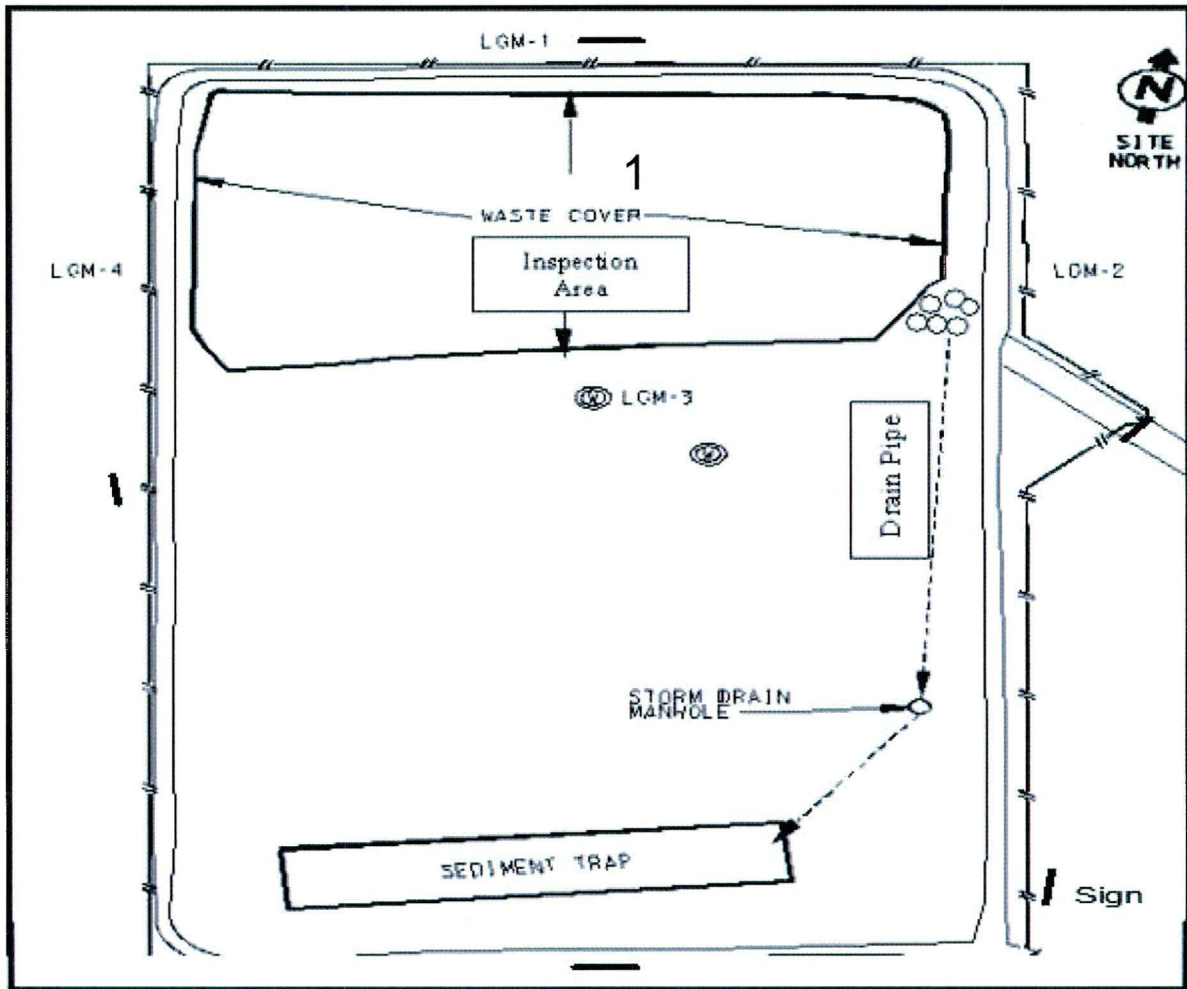 LGM-1
N
SITE
NORTH
1
WASTE COVER
Inspection
Area
LGM-4
LGM-2
LGM-3
Drain Pipe
STORM DRAIN
MANHOLE
SEDIMENT TRAP
Sign